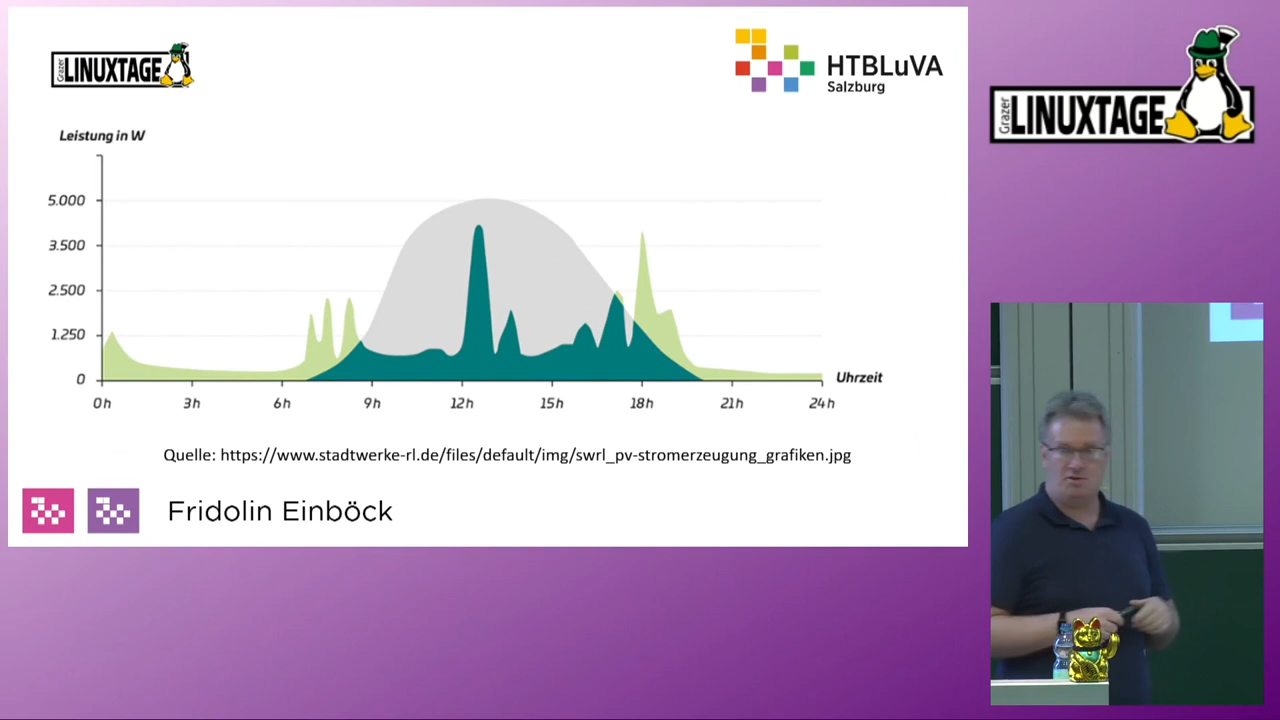 Grazer
LINUXTAGE
HTBLuVA
Salzburg
Leistung in W
5.000
3.500
2.500
1.250
0
0h 3h 6h 9h 12h 15h 18h 21h 24h
Uhrzeit
Quelle: https://www.stadtwerke-rl.de/files/default/img/swrl_pv-stromerzeugung_grafiken.jpg
Fridolin Einböck
Grazer
LINUXTAGE